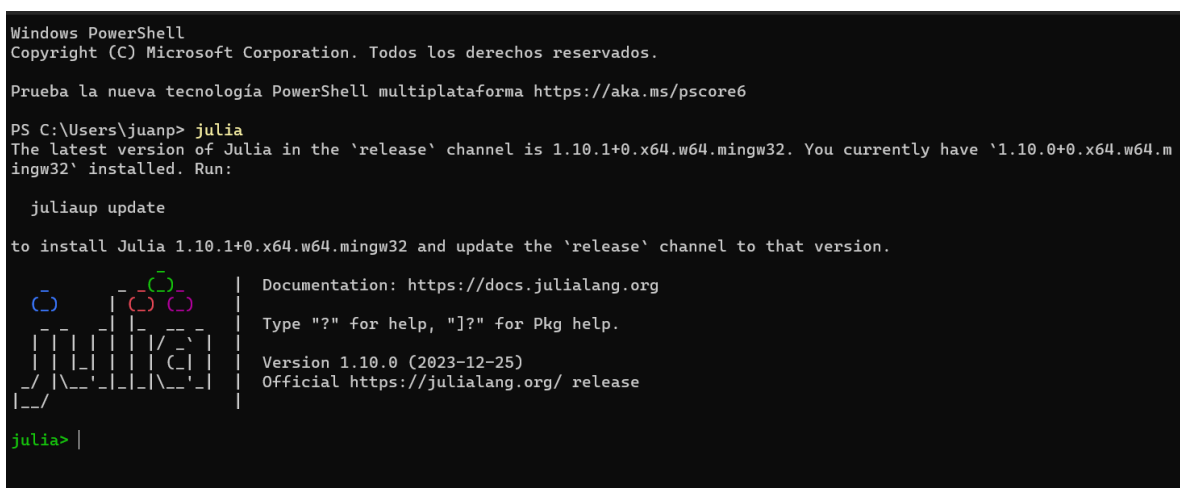 Windows PowerShell
Copyright (C) Microsoft Corporation. Todos los derechos reservados.
Prueba la nueva tecnología PowerShell multiplataforma https://aka.ms/pscore6
PS C:\Users\juanp> julia
The latest version of Julia in the `release` channel is 1.10.1+0.x64.w64.mingw32. You currently have `1.10.0+0.x64.w64.m
ingw32` installed. Run:
juliaup update
to install Julia 1.10.1+0.x64.w64.mingw32 and update the `release` channel to that version.
julia
Documentation: https://docs.julialang.org
Type "?" for help, "]?" for Pkg help.
Version 1.10.0 (2023-12-25)
Official https://julialang.org/ release
julia>